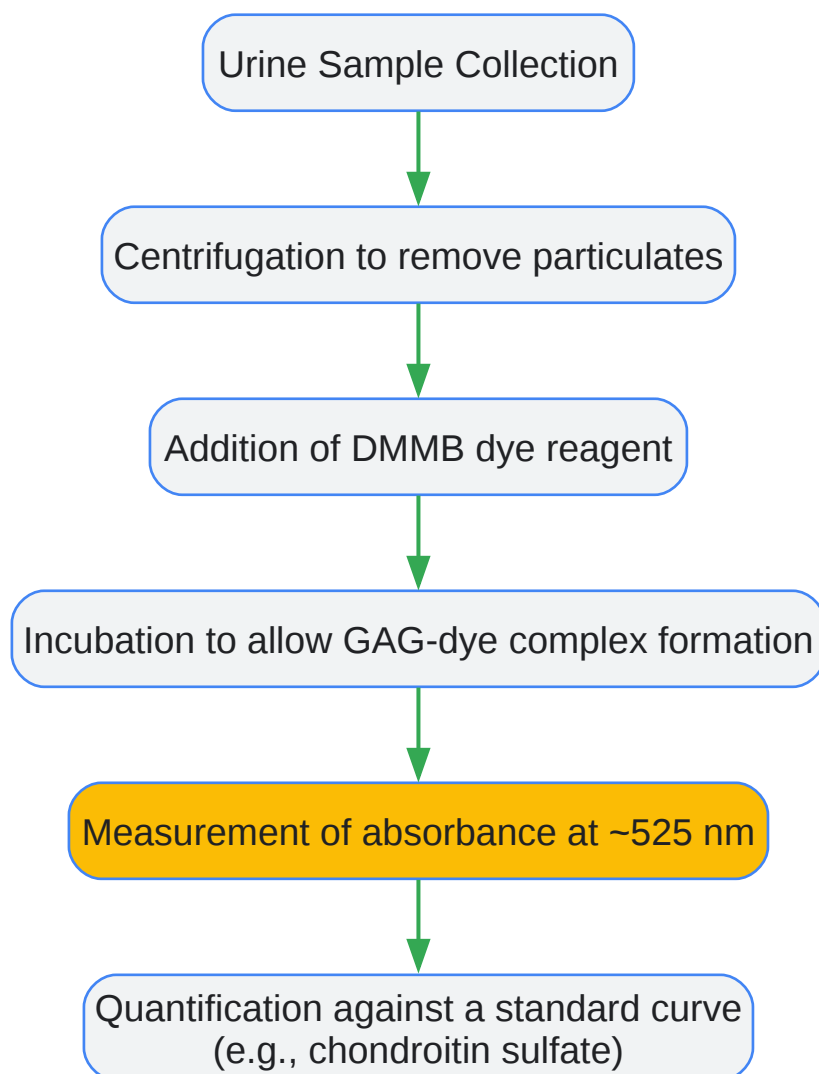 Urine Sample Collection
Centrifugation to remove particulates
Addition of DMMB dye reagent
Incubation to allow GAG-dye complex formation
Measurement of absorbance at ~525 nm
Quantification against a standard curve
(e.g., chondroitin sulfate)